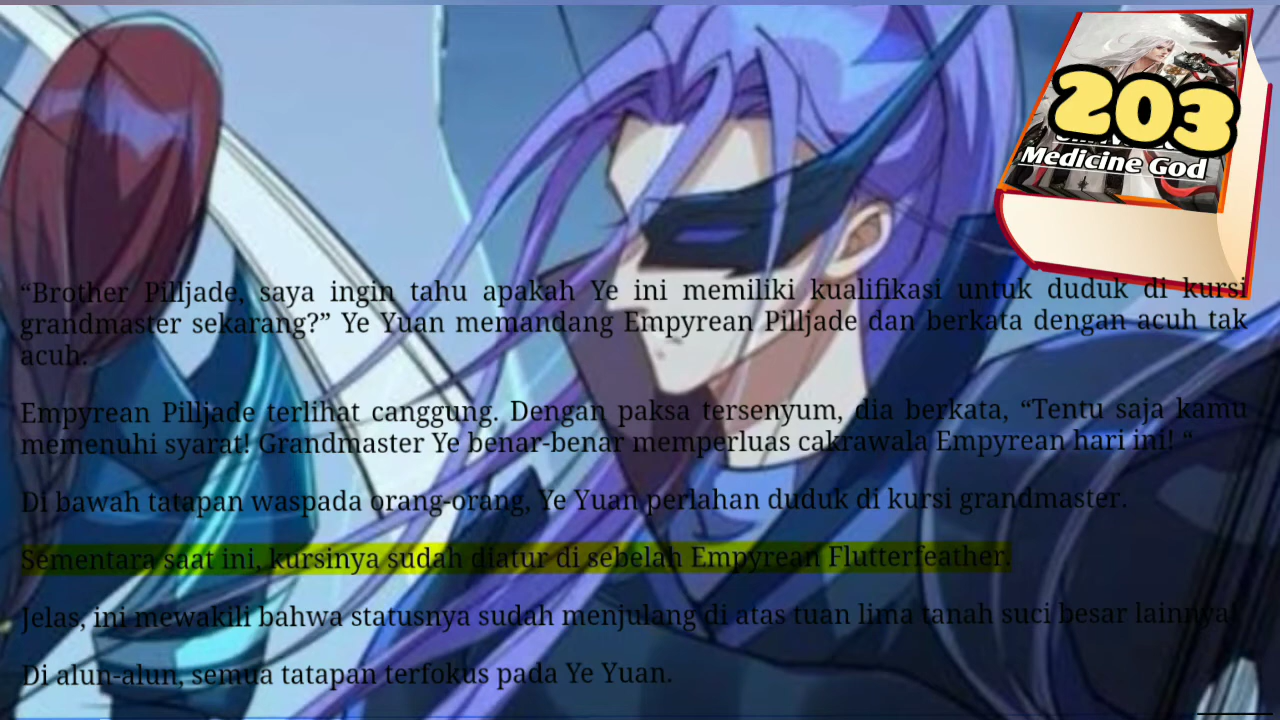 203
Medicine God
“Brother Pilljade, saya ingin tahu apakah Ye ini memiliki kualifikasi untuk duduk di kursi
grandmaster sekarang?” Ye Yuan memandang Empyrean Pilljade dan berkata dengan acuh tak
acuh.
Empyrean Pilljade terlihat canggung. Dengan paksa tersenyum, dia berkata, “Tentu saja kamu
memenuhi syarat! Grandmaster Ye benar-benar memperluas cakrawala Empyrean hari ini! “
Di bawah tatapan waspada orang-orang, Ye Yuan perlahan duduk di kursi grandmaster.
Sementara saat ini, kursinya sudah diatur di sebelah Empyrean Flutterfeather.
Jelas, ini mewakili bahwa statusnya sudah menjulang di atas tuan lima tanah suci besar lainnya!
Di alun-alun, semua tatapan terfokus pada Ye Yuan.